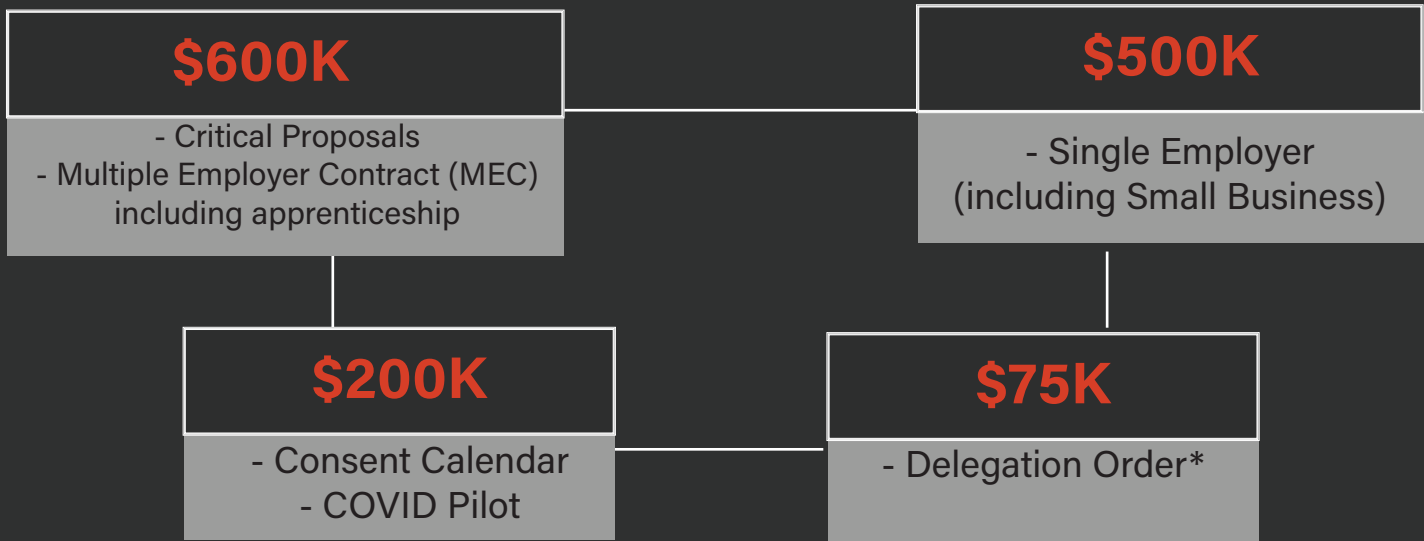 $600K
- Critical Proposals
- Multiple Employer Contract (MEC)
including apprenticeship
$500K
- Single Employer
(including Small Business)
$200K
- Consent Calendar
- COVID Pilot
$75K
- Delegation Order*